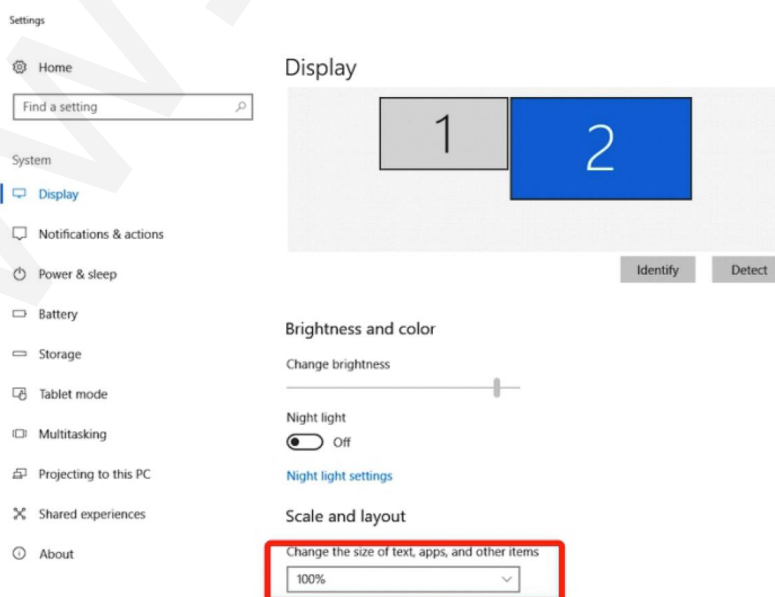 Settings
Home
Find a setting
System
Display
Notifications & actions
Power & sleep
Battery
Storage
Tablet mode
Multitasking
Projecting to this PC
Shared experiences
About
Display
1 2
Identify Detect
Brightness and color
Change brightness
Night light
Off
Night light settings
Scale and layout
Change the size of text, apps, and other items
100%